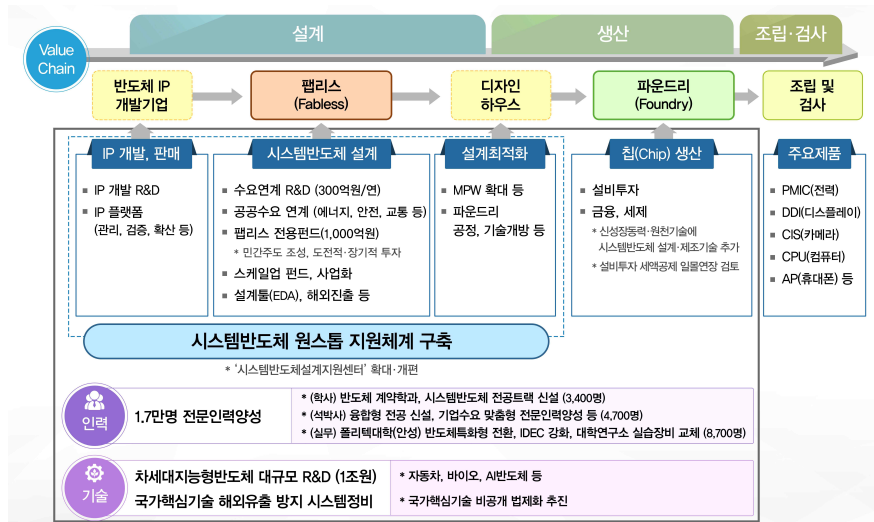 Value
Chain
설계
생산
조립·검사
반도체 IP
개발기업
팹리스
(Fabless)
디자인
하우스
파운드리
(Foundry)
조립 및
검사
IP 개발, 판매
▪ IP 개발 R&D
▪ IP 플랫폼
(관리, 검증, 확산 등)
시스템반도체 설계
▪ 수요연계 R&D (300억원/연)
▪ 공공수요 연계 (에너지, 안전, 교통 등)
▪ 팹리스 전용펀드(1,000억원)
* 민간주도 조성, 도전적·장기적 투자
▪ 스케일업 펀드, 사업화
▪ 설계툴(EDA), 해외진출 등
설계최적화
▪ MPW 확대 등
▪ 파운드리
공정, 기술개방 등
칩(Chip) 생산
▪ 설비투자
▪ 금융, 세제
* 신성장동력·원천기술에
시스템반도체 설계·제조기술 추가
* 설비투자 세액공제 일몰연장 검토
주요제품
▪ PMIC(전력)
▪ DDI(디스플레이)
▪ CIS(카메라)
▪ CPU(컴퓨터)
▪ AP(휴대폰) 등
시스템반도체 원스톱 지원체계 구축
* '시스템반도체설계지원센터' 확대·개편
인력
1.7만명 전문인력양성
* (학사) 반도체 계약학과, 시스템반도체 전공트랙 신설 (3,400명)
* (석박사) 융합형 전공 신설, 기업수요 맞춤형 전문인력양성 등 (4,700명)
* (실무) 폴리텍대학(안성) 반도체특화형 전환, IDEC 강화, 대학연구소 실습장비 교체 (8,700명)
기술
차세대지능형반도체 대규모 R&D (1조원)
* 자동차, 바이오, AI반도체 등
국가핵심기술 해외유출 방지 시스템정비
* 국가핵심기술 비공개 법제화 추진